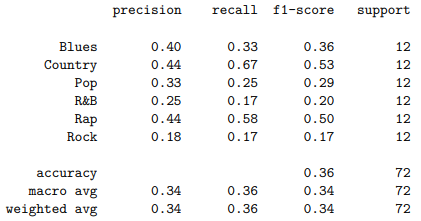 precision recall f1-score support
Blues 0.40 0.33 0.36 12
Country 0.44 0.67 0.53 12
Pop 0.33 0.25 0.29 12
R&B 0.25 0.17 0.20 12
Rap 0.44 0.58 0.50 12
Rock 0.18 0.17 0.17 12
accuracy 0.36 72
macro avg 0.34 0.36 0.34 72
weighted avg 0.34 0.36 0.34 72